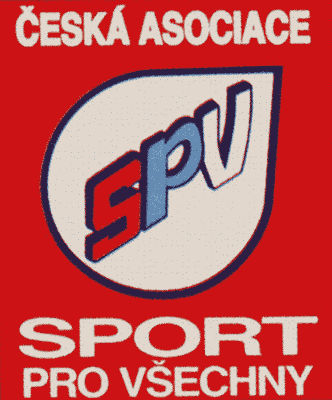 ČESKÁ ASOCIACE
SPV
SPORT
PRO VŠECHNY